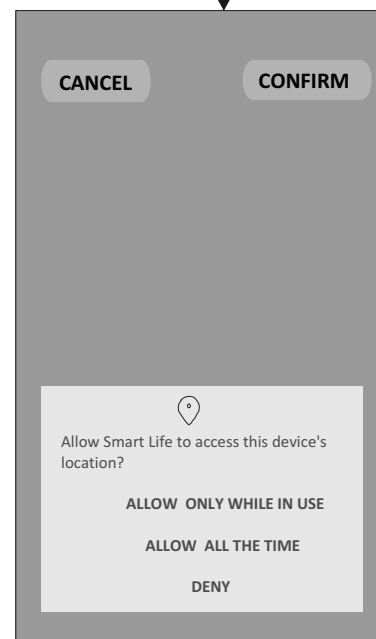 CANCEL
CONFIRM
Allow Smart Life to access this device's
location?
ALLOW ONLY WHILE IN USE
ALLOW ALL THE TIME
DENY